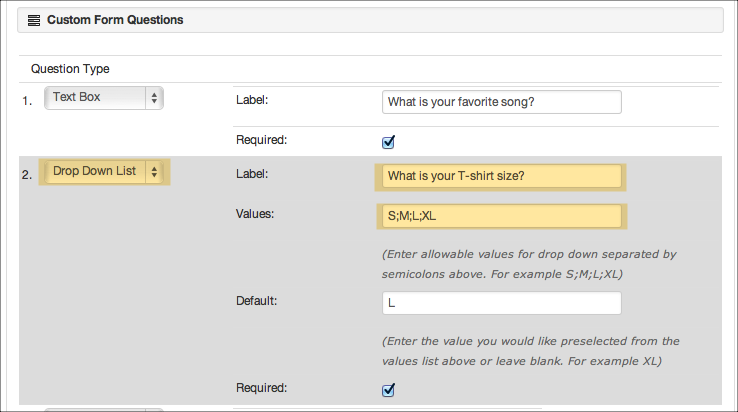 Custom Form Questions
Question Type
1. Text Box Label: What is your favorite song?
Required:
2. Drop Down List Label: What is your T-shirt size?
Values: S;M;L;XL
(Enter allowable values for drop down separated by
semicolons above. For example S;M;L;XL)
Default: L
(Enter the value you would like preselected from the
values list above or leave blank. For example XL)
Required: